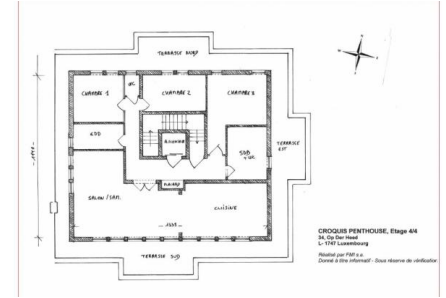 TERRASSE NORD
CHAMBRE 1
WC
CHAMBRE 2
CHAMBRE 3
SDD
SDB
+ WC
TERRASSE
EST
SALON / SAM.
CUISINE
TERRASSE SUD
CROQUIS PENTHOUSE, Etage 4/4
34, Op Der Heed
L- 1747 Luxembourg
Réalisé par FMI s.a.
Donné à titre informatif - Sous réserve de vérification